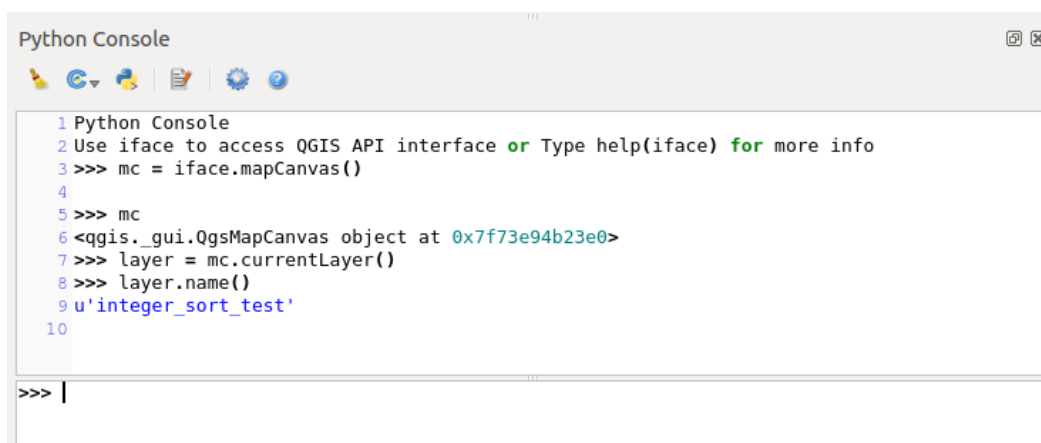 Python Console
1 Python Console
2 Use iface to access QGIS API interface or Type help(iface) for more info
3 >>> mc = iface.mapCanvas()
4
5 >>> mc
6 <qgis._gui.QgsMapCanvas object at 0x7f73e94b23e0>
7 >>> layer = mc.currentLayer()
8 >>> layer.name()
9 u'integer_sort_test'
10
>>>